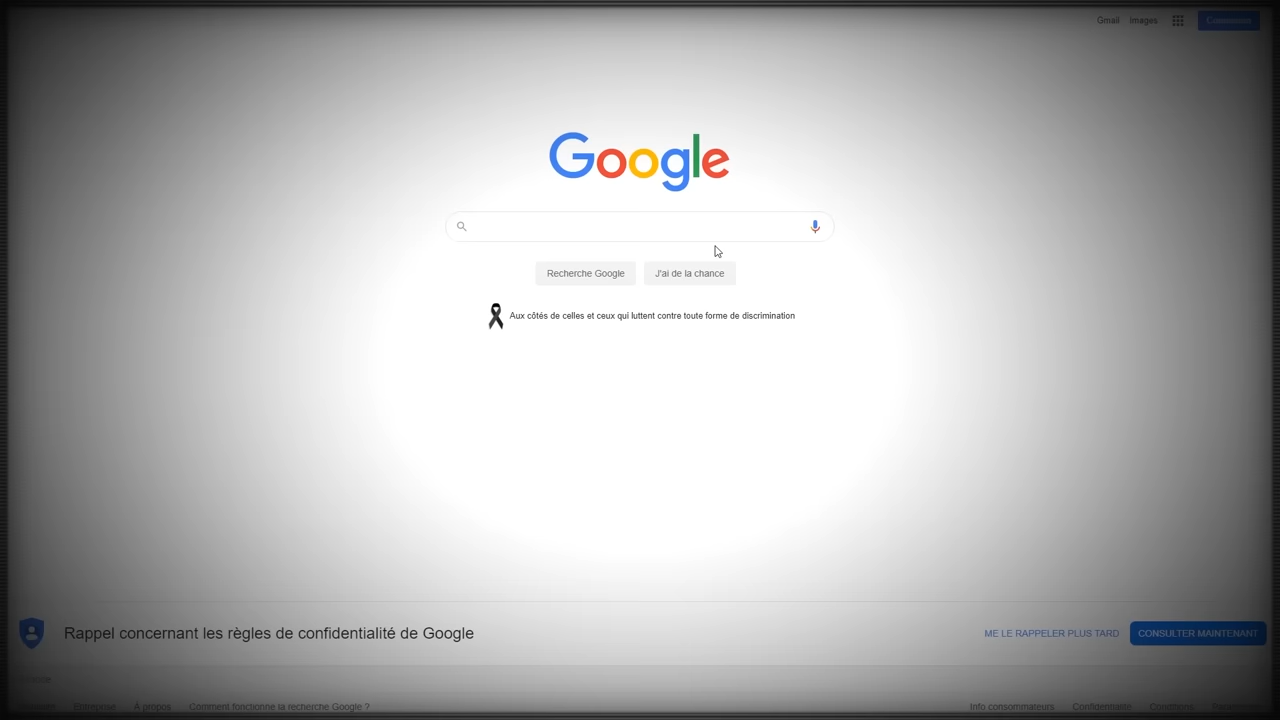 Gmail Images Connexion
Google
Recherche Google J'ai de la chance
Aux côtés de celles et ceux qui luttent contre toute forme de discrimination
Rappel concernant les règles de confidentialité de Google
ME LE RAPPELER PLUS TARD CONSULTER MAINTENANT
Entreprise À propos Comment fonctionne la recherche Google ?
Info consommateurs Confidentialité Conditions